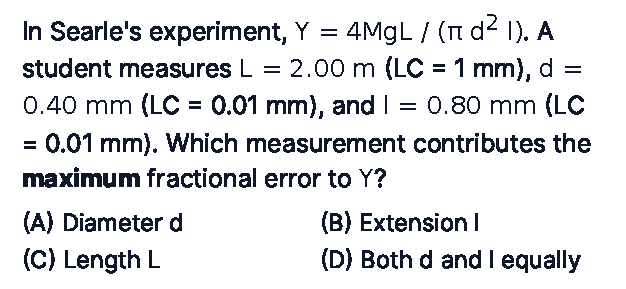 In Searle's experiment, Y = 4MgL / (π d² l). A
student measures L = 2.00 m (LC = 1 mm), d =
0.40 mm (LC = 0.01 mm), and l = 0.80 mm (LC
= 0.01 mm). Which measurement contributes the
maximum fractional error to Y?
(A) Diameter d (B) Extension l
(C) Length L (D) Both d and l equally